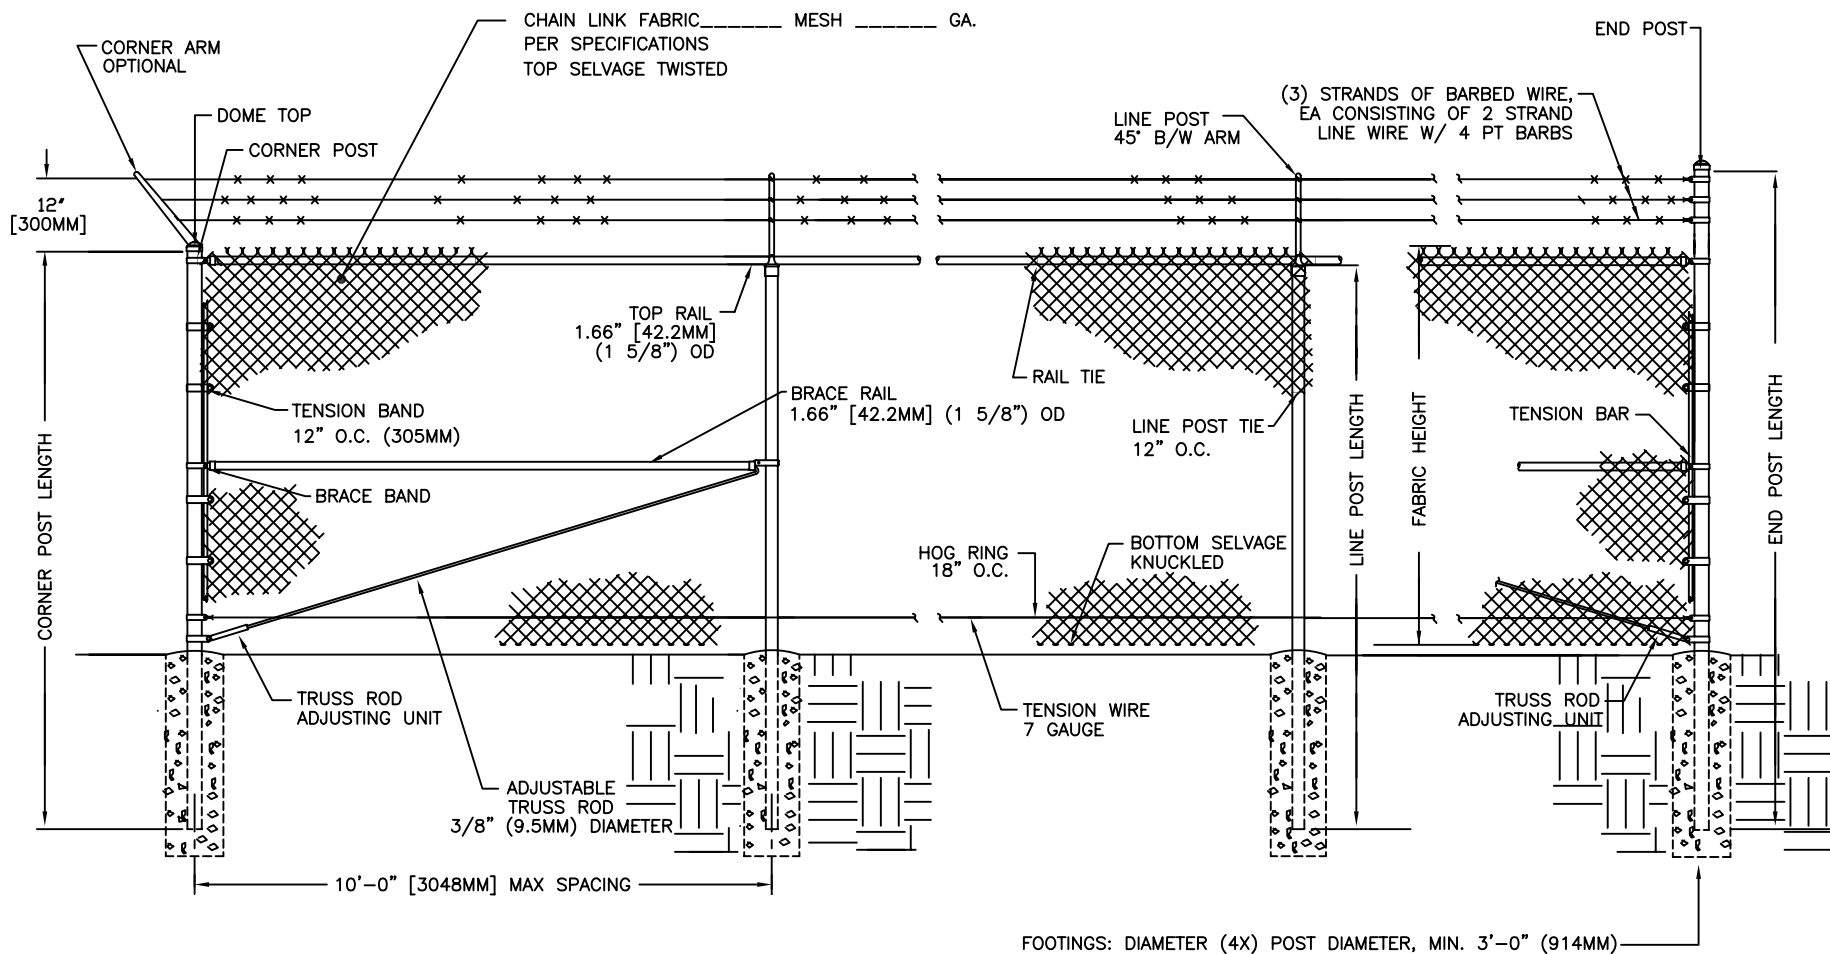 CHAIN LINK FABRIC______ MESH ______ GA.
PER SPECIFICATIONS
TOP SELVAGE TWISTED
CORNER ARM
OPTIONAL
DOME TOP
CORNER POST
END POST
(3) STRANDS OF BARBED WIRE,
EA CONSISTING OF 2 STRAND
LINE WIRE W/ 4 PT BARBS
LINE POST
45° B/W ARM
12"
[300MM]
TOP RAIL
1.66" [42.2MM]
(1 5/8") OD
RAIL TIE
BRACE RAIL
1.66" [42.2MM] (1 5/8") OD
TENSION BAND
12" O.C. (305MM)
LINE POST TIE
12" O.C.
TENSION BAR
BRACE BAND
CORNER POST LENGTH
LINE POST LENGTH
FABRIC HEIGHT
END POST LENGTH
HOG RING
18" O.C.
BOTTOM SELVAGE
KNUCKLED
TRUSS ROD
ADJUSTING UNIT
TENSION WIRE
7 GAUGE
TRUSS ROD
ADJUSTING UNIT
ADJUSTABLE
TRUSS ROD
3/8" (9.5MM) DIAMETER
10'-0" [3048MM] MAX SPACING
FOOTINGS: DIAMETER (4X) POST DIAMETER, MIN. 3'-0" (914MM)